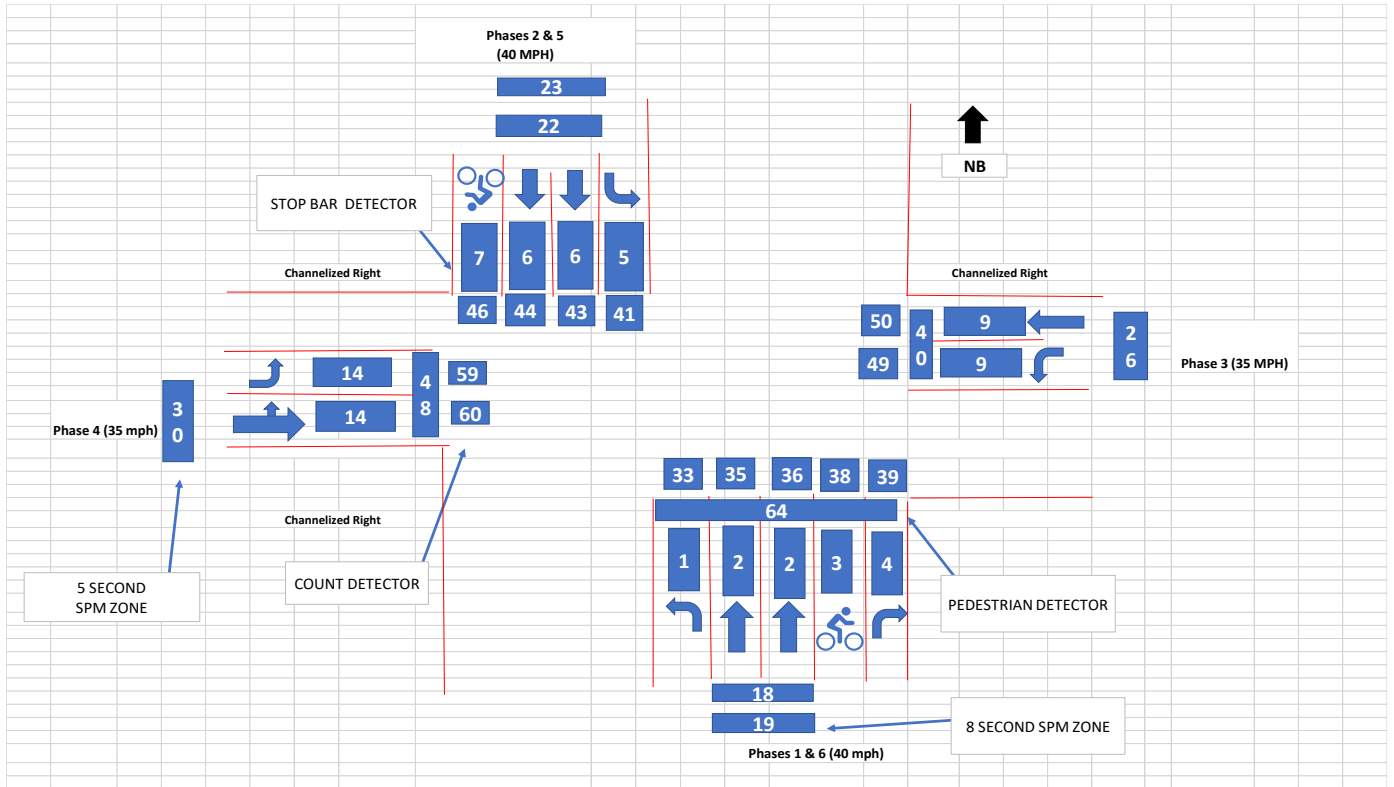 Phases 2 & 5
(40 MPH)
23
22
NB
STOP BAR DETECTOR
7
6
6
5
Channelized Right
Channelized Right
46
44
43
41
50
4
0
9
2
6
49
9
Phase 3 (35 MPH)
14
4
8
59
3
0
14
60
Phase 4 (35 mph)
33
35
36
38
39
64
Channelized Right
1
2
2
3
4
5 SECOND
SPM ZONE
COUNT DETECTOR
PEDESTRIAN DETECTOR
18
19
8 SECOND SPM ZONE
Phases 1 & 6 (40 mph)